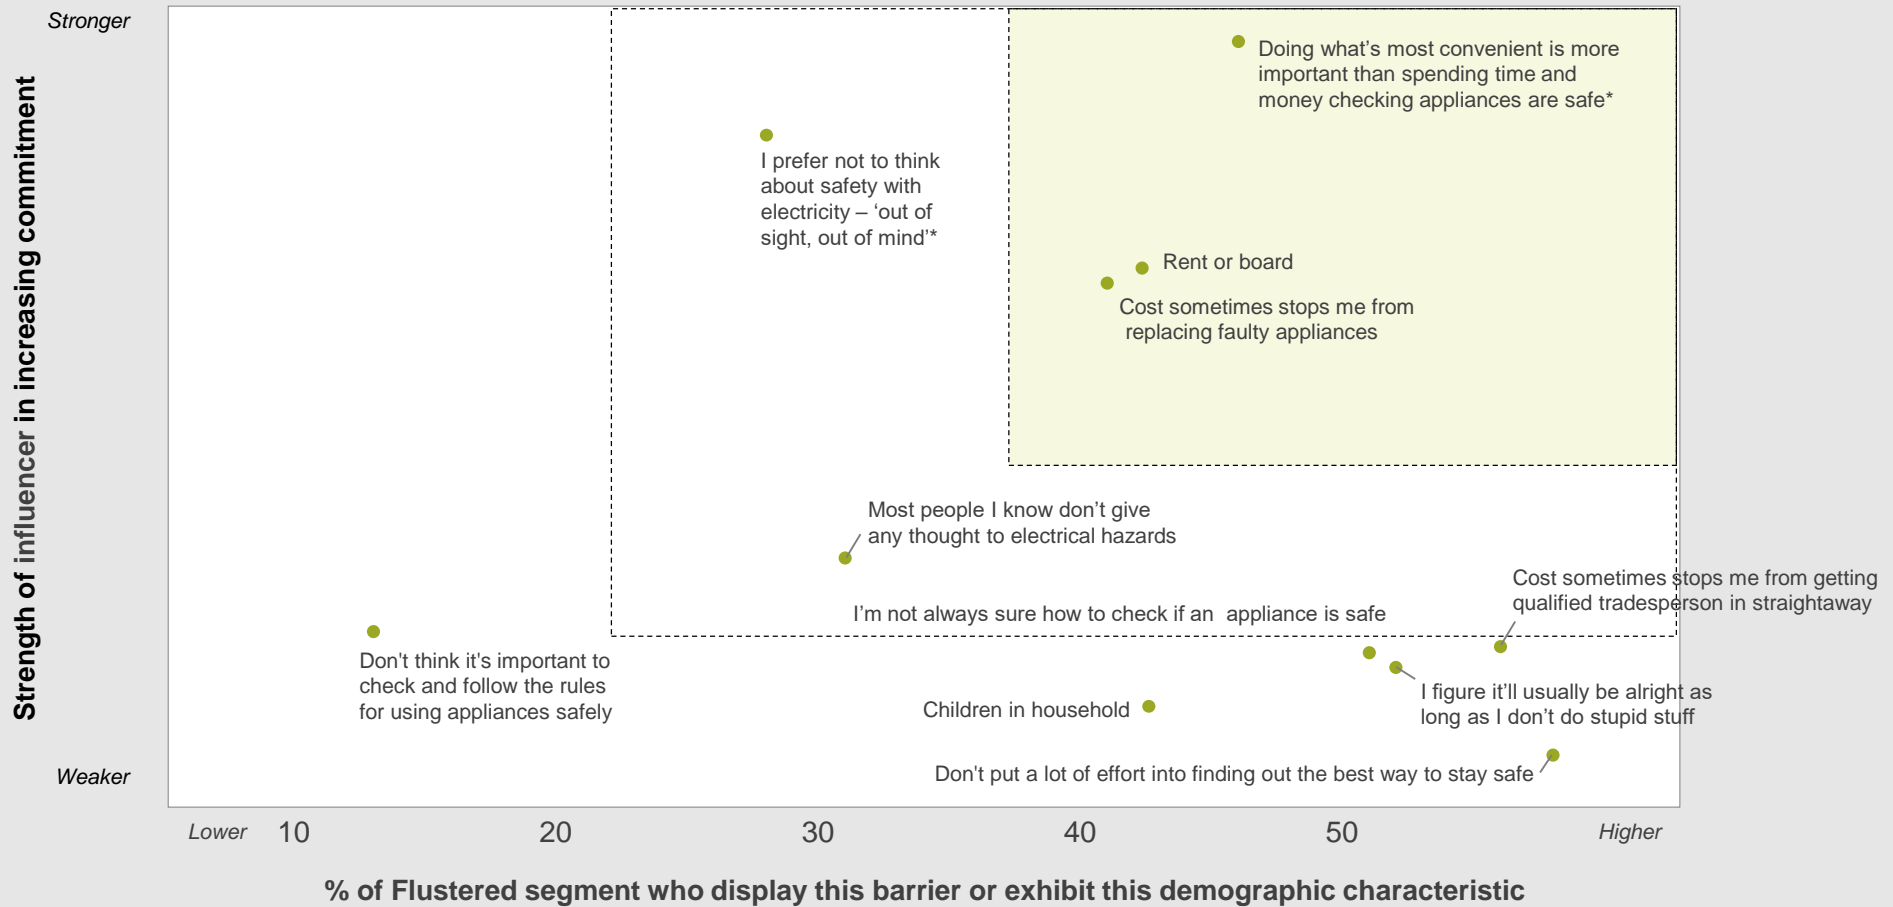 Stronger
Strength of influencer in increasing commitment
Weaker
Doing what’s most convenient is more
important than spending time and
money checking appliances are safe*
I prefer not to think
about safety with
electricity – ‘out of
sight, out of mind’*
Rent or board
Cost sometimes stops me from
replacing faulty appliances
Most people I know don’t give
any thought to electrical hazards
Cost sometimes stops me from getting
qualified tradesperson in straightaway
I’m not always sure how to check if an appliance is safe
Don't think it's important to
check and follow the rules
for using appliances safely
I figure it’ll usually be alright as
long as I don’t do stupid stuff
Children in household
Don't put a lot of effort into finding out the best way to stay safe
Lower 10 20 30 40 50 Higher
% of Flustered segment who display this barrier or exhibit this demographic characteristic